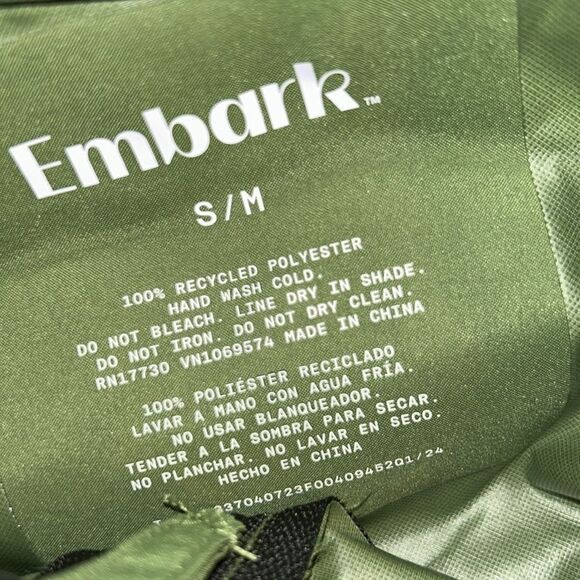 Embark™
S/M
100% RECYCLED POLYESTER
HAND WASH COLD.
DO NOT BLEACH. LINE DRY IN SHADE.
DO NOT IRON. DO NOT DRY CLEAN.
RN17730 VN1069574 MADE IN CHINA
100% POLIÉSTER RECICLADO
LAVAR A MANO CON AGUA FRÍA.
NO USAR BLANQUEADOR.
TENDER A LA SOMBRA PARA SECAR.
NO PLANCHAR. NO LAVAR EN SECO.
HECHO EN CHINA